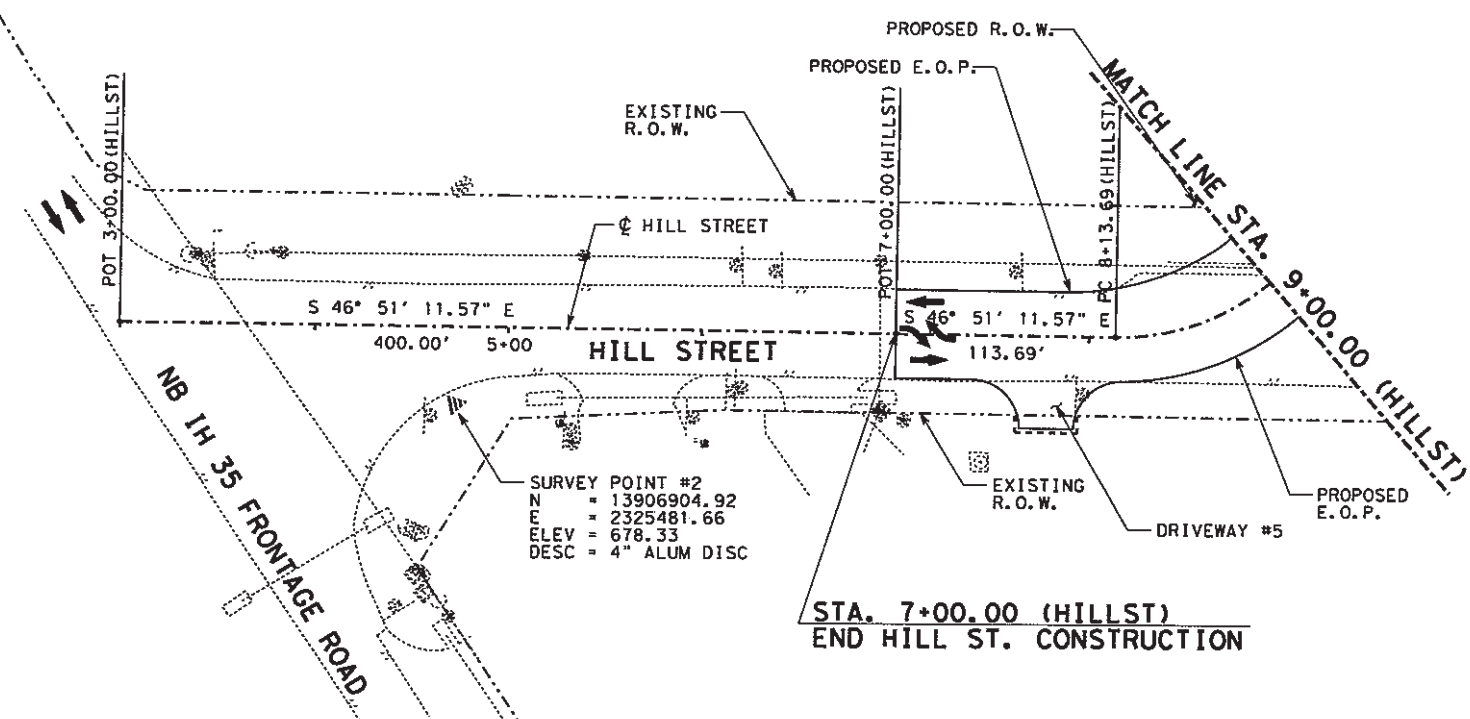 PROPOSED R.O.W.
PROPOSED E.O.P.
MATCH LINE STA. 9+00.00 (HILLST)
EXISTING
R.O.W.
POT 3+00.00 (HILLST)
POT 7+00.00 (HILLST)
PC 8+13.69 (HILLST)
℄ HILL STREET
S 46° 51' 11.57" E
S 46° 51' 11.57" E
400.00'
5+00
HILL STREET
113.69'
NB IH 35 FRONTAGE ROAD
SURVEY POINT #2
N = 13906904.92
E = 2325481.66
ELEV = 678.33
DESC = 4" ALUM DISC
EXISTING
R.O.W.
PROPOSED
E.O.P.
DRIVEWAY #5
STA. 7+00.00 (HILLST)
END HILL ST. CONSTRUCTION